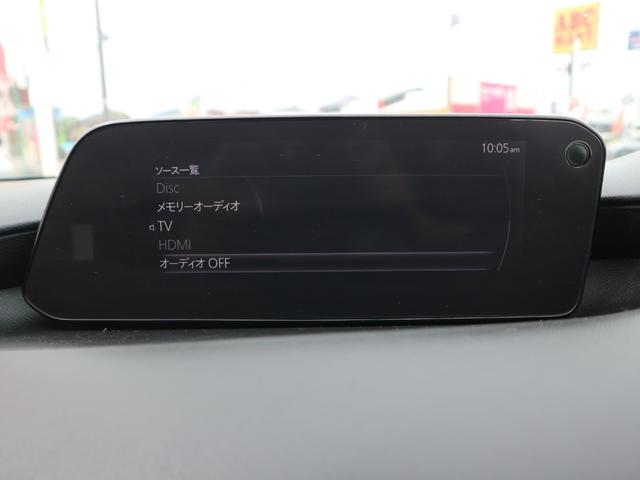 10:05am
ソース一覧
Disc
メモリーオーディオ
TV
HDMI
オーディオ OFF